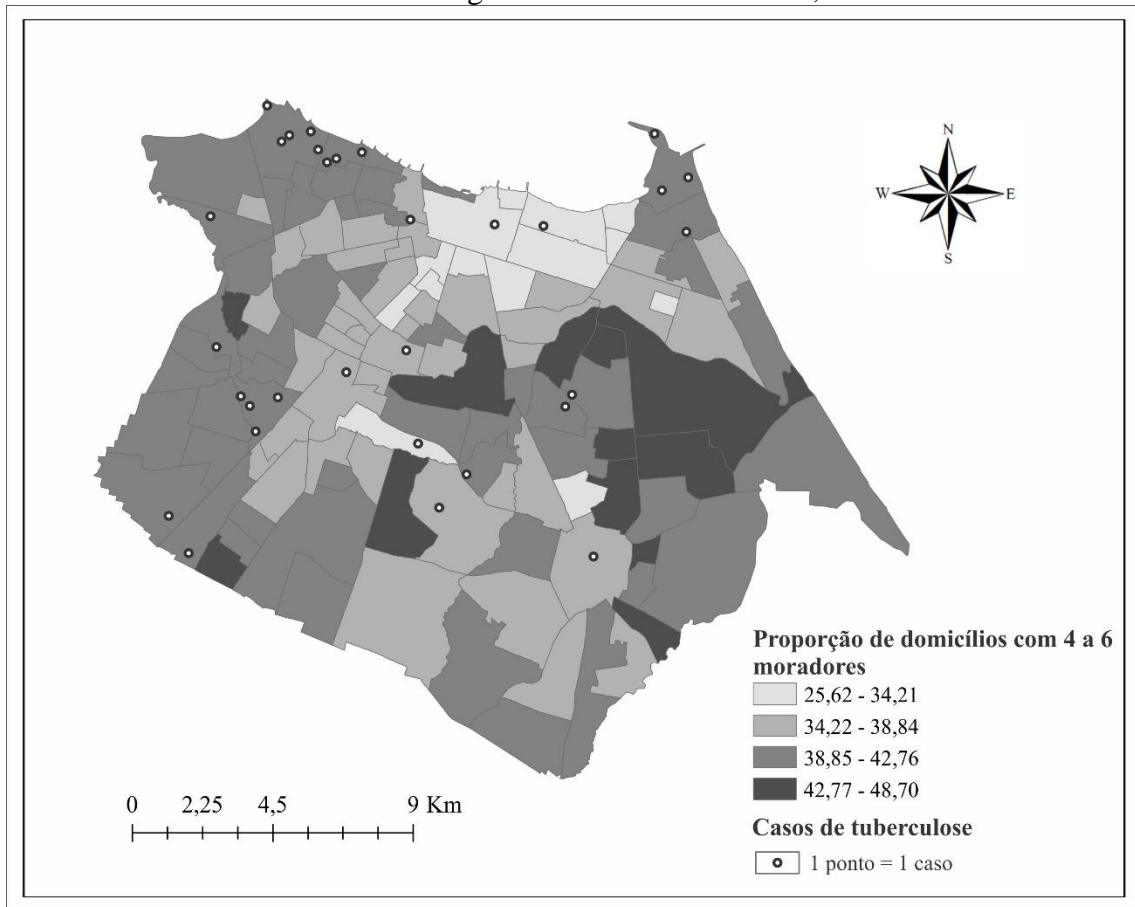 N
W
E
S
Proporção de domicílios com 4 a 6
moradores
25,62 - 34,21
34,22 - 38,84
38,85 - 42,76
42,77 - 48,70
Casos de tuberculose
1 ponto = 1 caso
0 2,25 4,5 9 Km